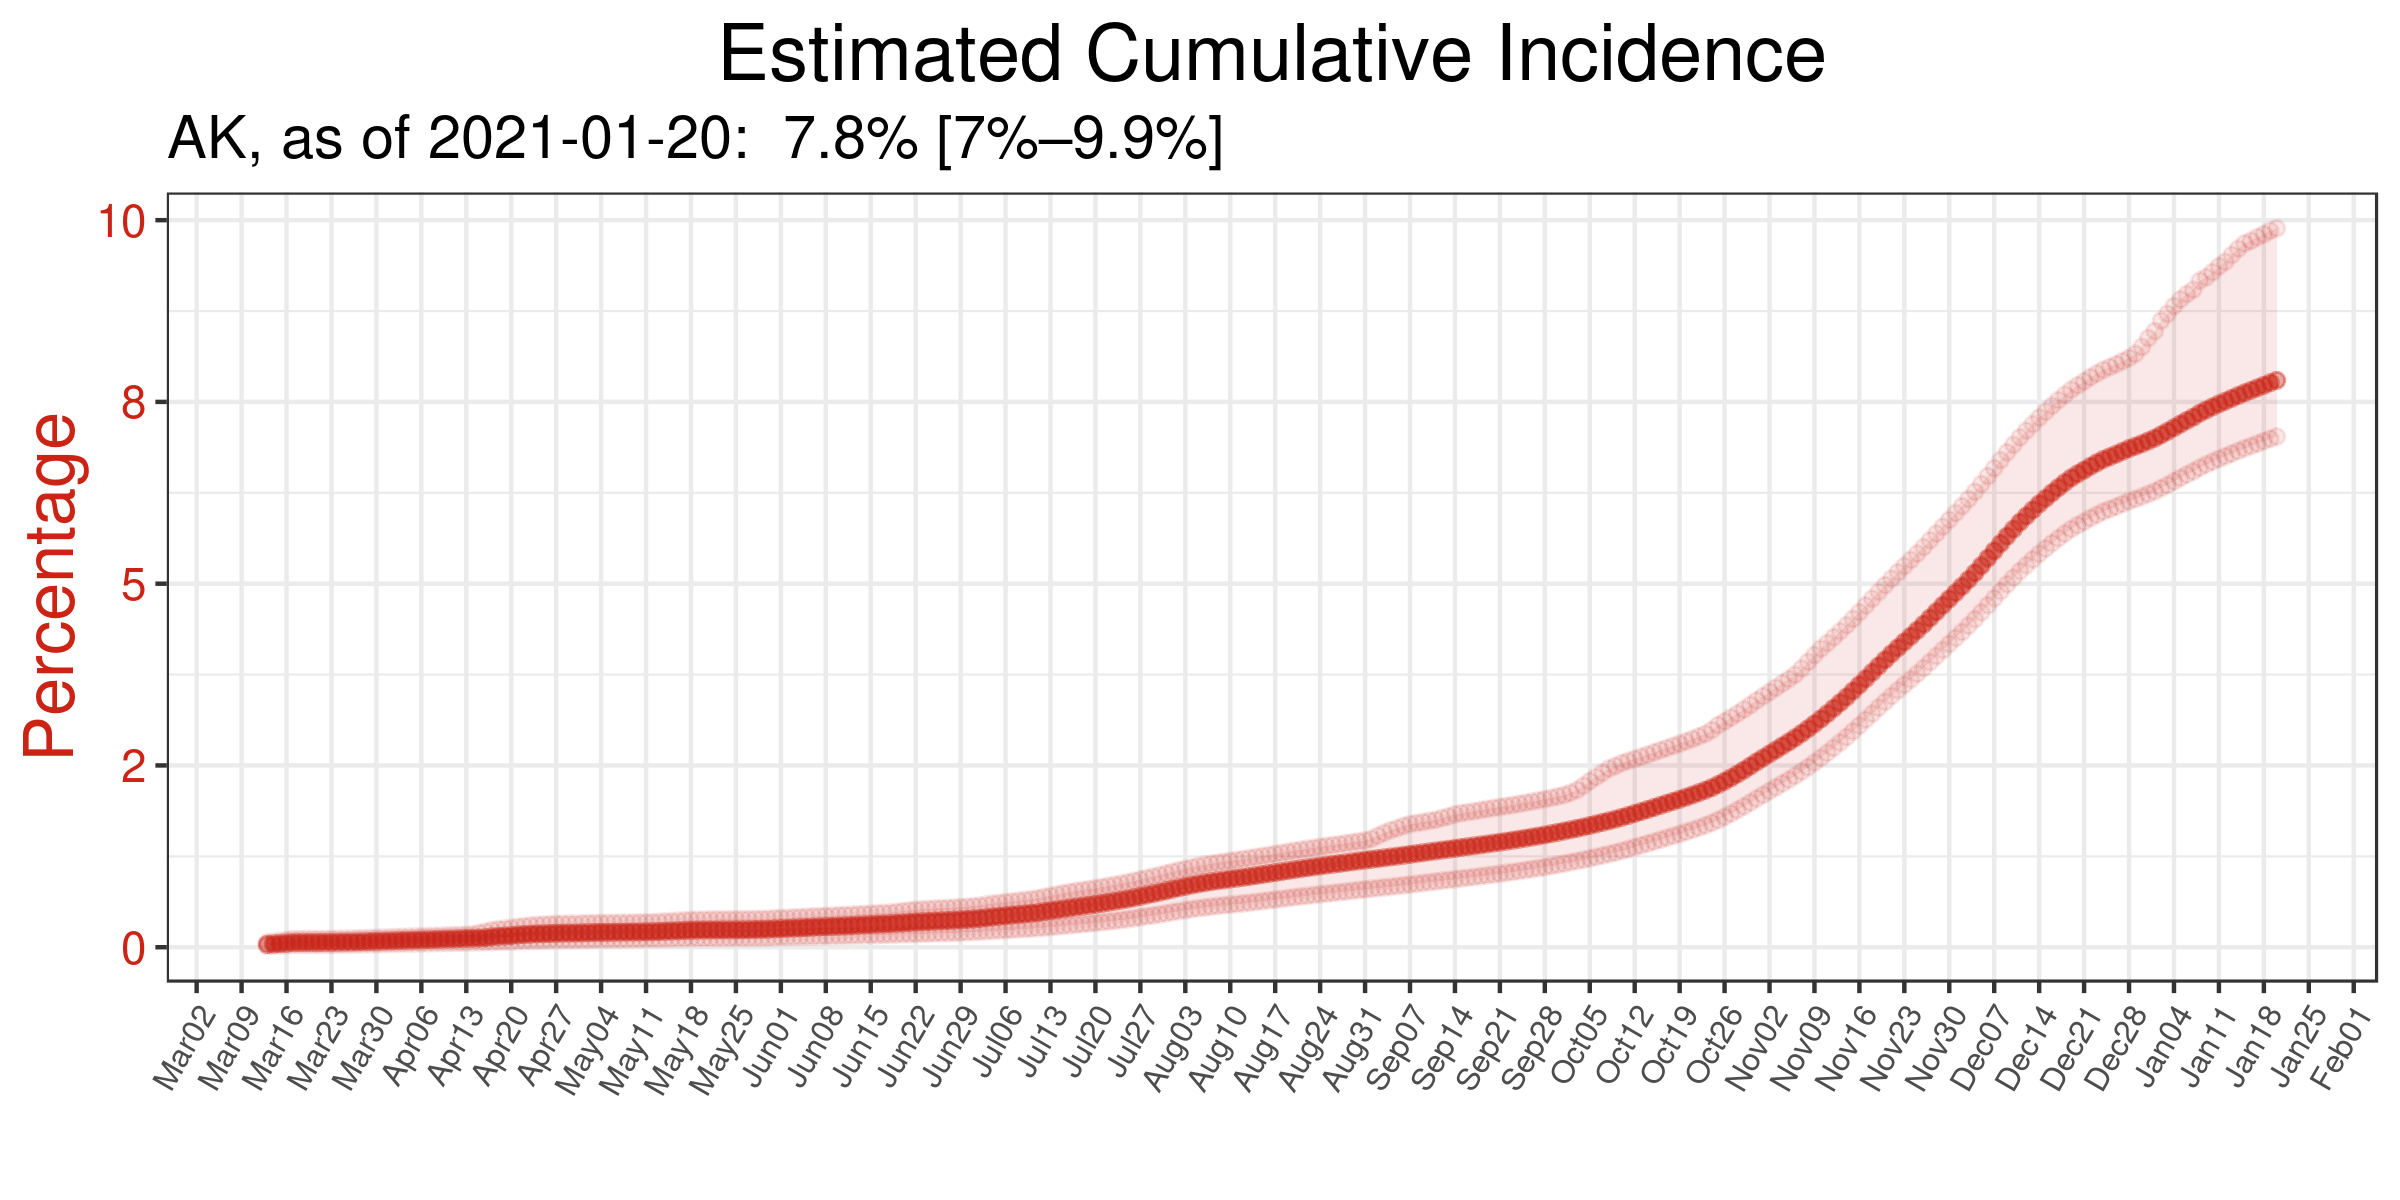 Estimated Cumulative Incidence
AK, as of 2021-01-20:  7.8% [7%–9.9%]
Percentage
10
8
5
2
0
Mar02
Mar09
Mar16
Mar23
Mar30
Apr06
Apr13
Apr20
Apr27
May04
May11
May18
May25
Jun01
Jun08
Jun15
Jun22
Jun29
Jul06
Jul13
Jul20
Jul27
Aug03
Aug10
Aug17
Aug24
Aug31
Sep07
Sep14
Sep21
Sep28
Oct05
Oct12
Oct19
Oct26
Nov02
Nov09
Nov16
Nov23
Nov30
Dec07
Dec14
Dec21
Dec28
Jan04
Jan11
Jan18
Jan25
Feb01